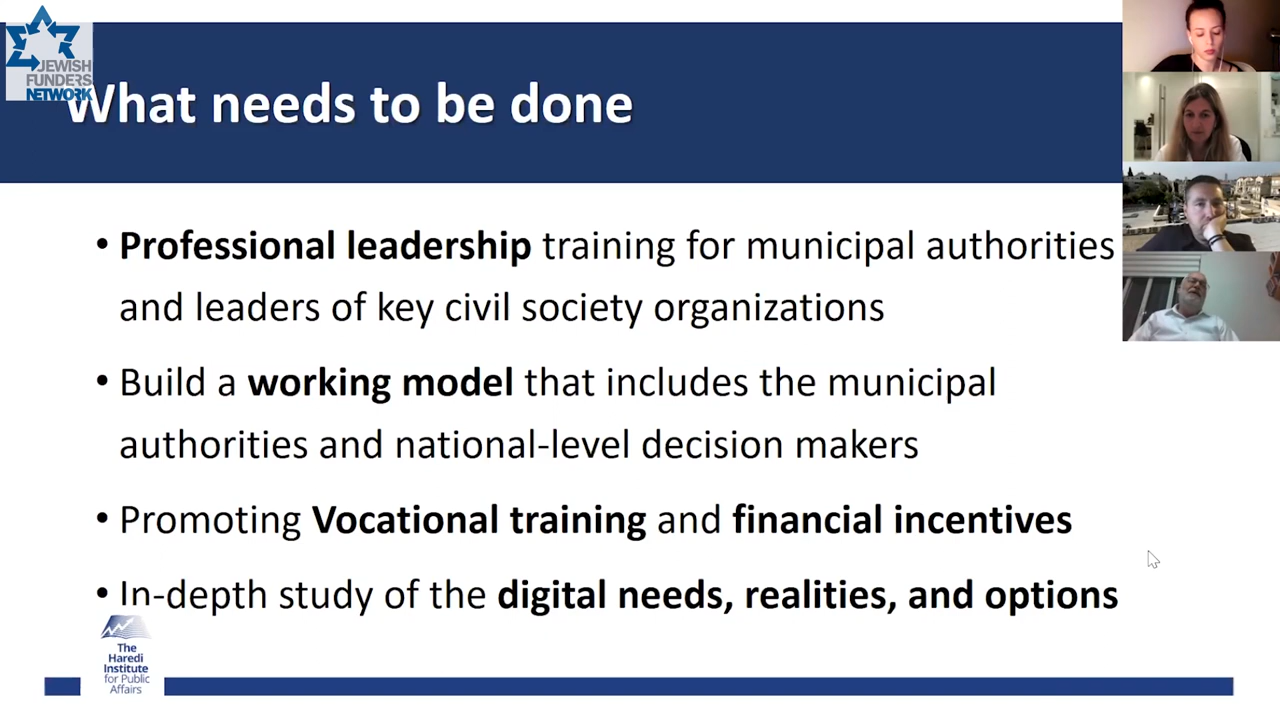 JEWISH
FUNDERS
NETWORK
What needs to be done
• Professional leadership training for municipal authorities
and leaders of key civil society organizations
• Build a working model that includes the municipal
authorities and national-level decision makers
• Promoting Vocational training and financial incentives
• In-depth study of the digital needs, realities, and options
The
Haredi
Institute
for Public
Affairs